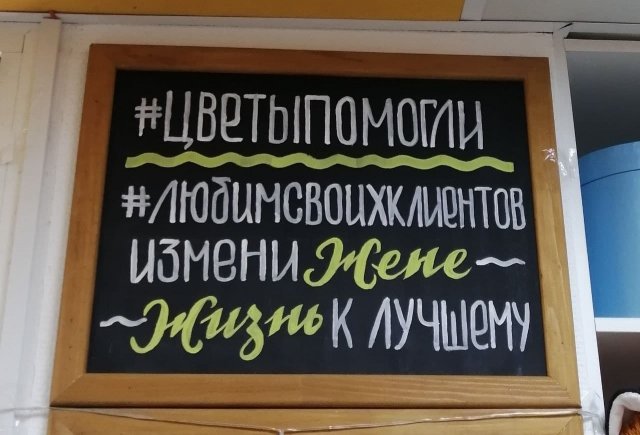 #ЦВЕТЫПОМОГЛИ
#ЛЮБИМСВОИХКЛИЕНТОВ
ИЗМЕНИ Жене ~
~ Жизнь К ЛУЧШЕМУ